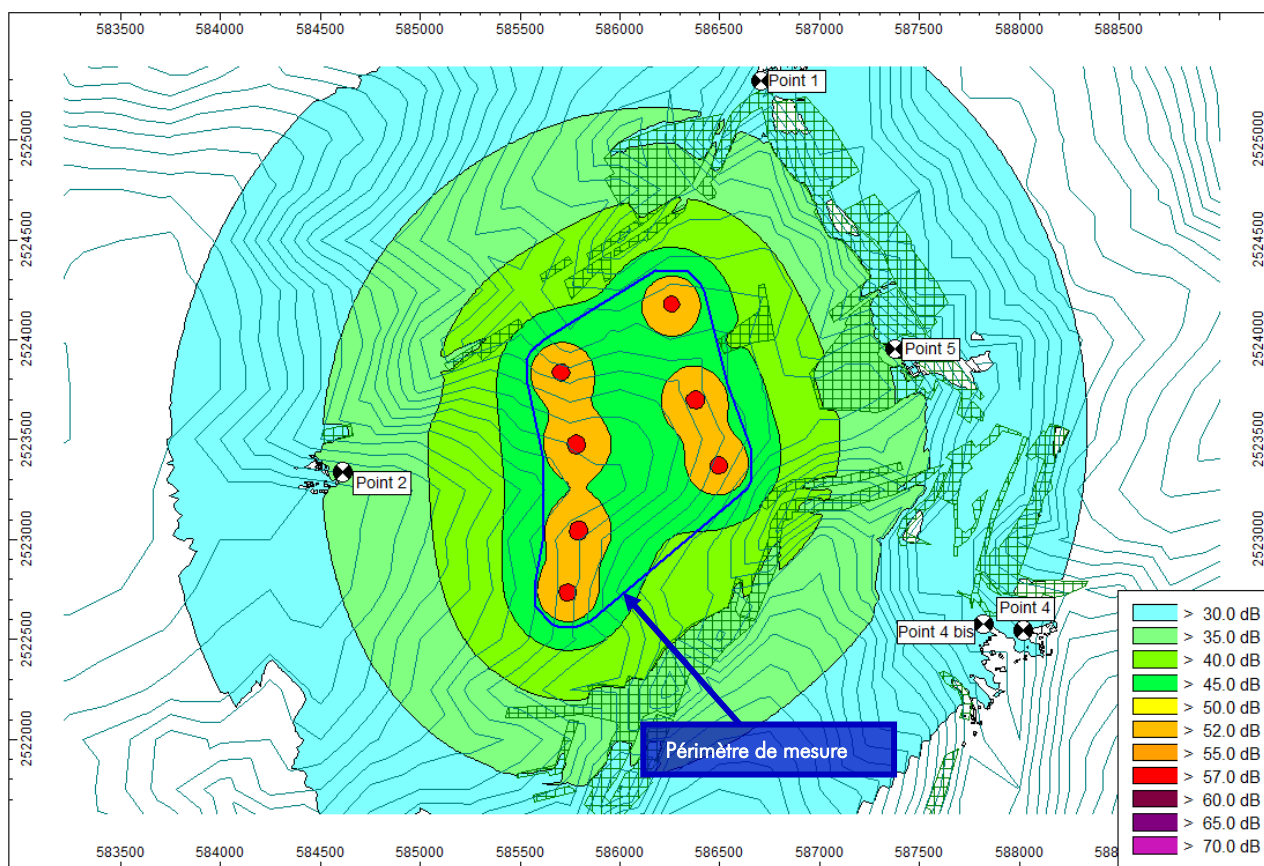 583500 584000 584500 585000 585500 586000 586500 587000 587500 588000 588500
2525000
2524500
2524000
2523500
2523000
2522500
2522000
2525000
2524500
2524000
2523500
2523000
Point 1
Point 5
Point 2
Point 4
Point 4 bis
Périmètre de mesure
> 30.0 dB
> 35.0 dB
> 40.0 dB
> 45.0 dB
> 50.0 dB
> 52.0 dB
> 55.0 dB
> 57.0 dB
> 60.0 dB
> 65.0 dB
> 70.0 dB
583500 584000 584500 585000 585500 586000 586500 587000 587500 588000